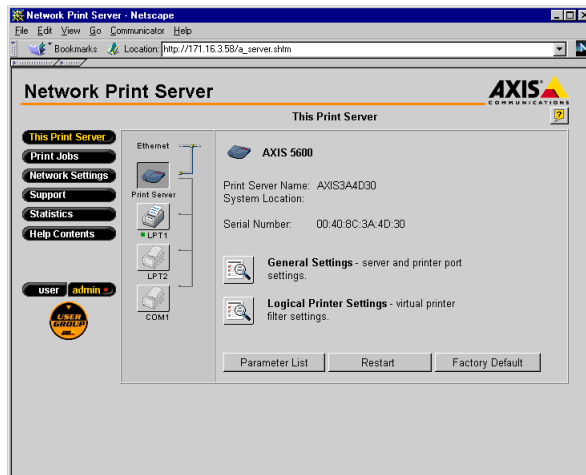 Network Print Server - Netscape
File Edit View Go Communicator Help
Bookmarks Location: http://171.16.3.58/a_server.shtm
Network Print Server
AXIS
COMMUNICATIONS
This Print Server
?
This Print Server
Print Jobs
Network Settings
Support
Statistics
Help Contents
user admin
USER
GROUP
Ethernet
Print Server
LPT1
LPT2
COM1
AXIS 5600
Print Server Name: AXIS3A4D30
System Location:
Serial Number: 00:40:8C:3A:4D:30
General Settings - server and printer port
settings.
Logical Printer Settings - virtual printer
filter settings.
Parameter List Restart Factory Default